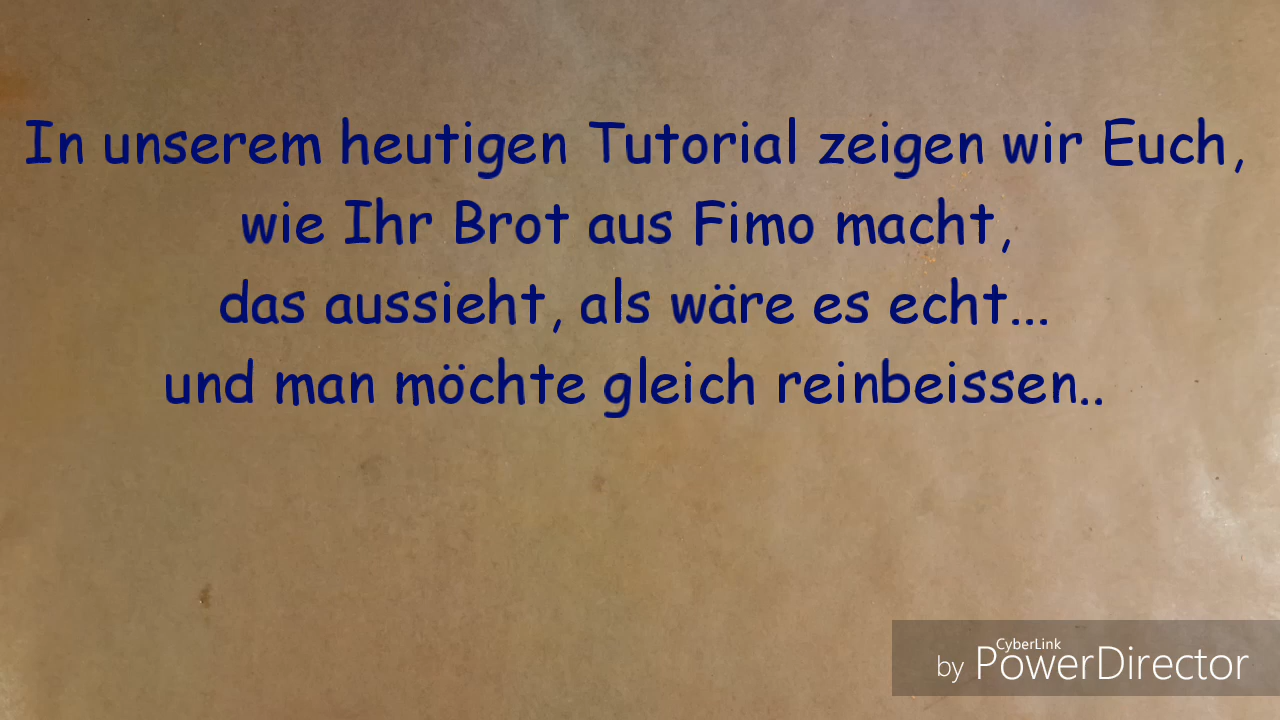 In unserem heutigen Tutorial zeigen wir Euch,
wie Ihr Brot aus Fimo macht,
das aussieht, als wäre es echt...
und man möchte gleich reinbeissen..
by CyberLink PowerDirector